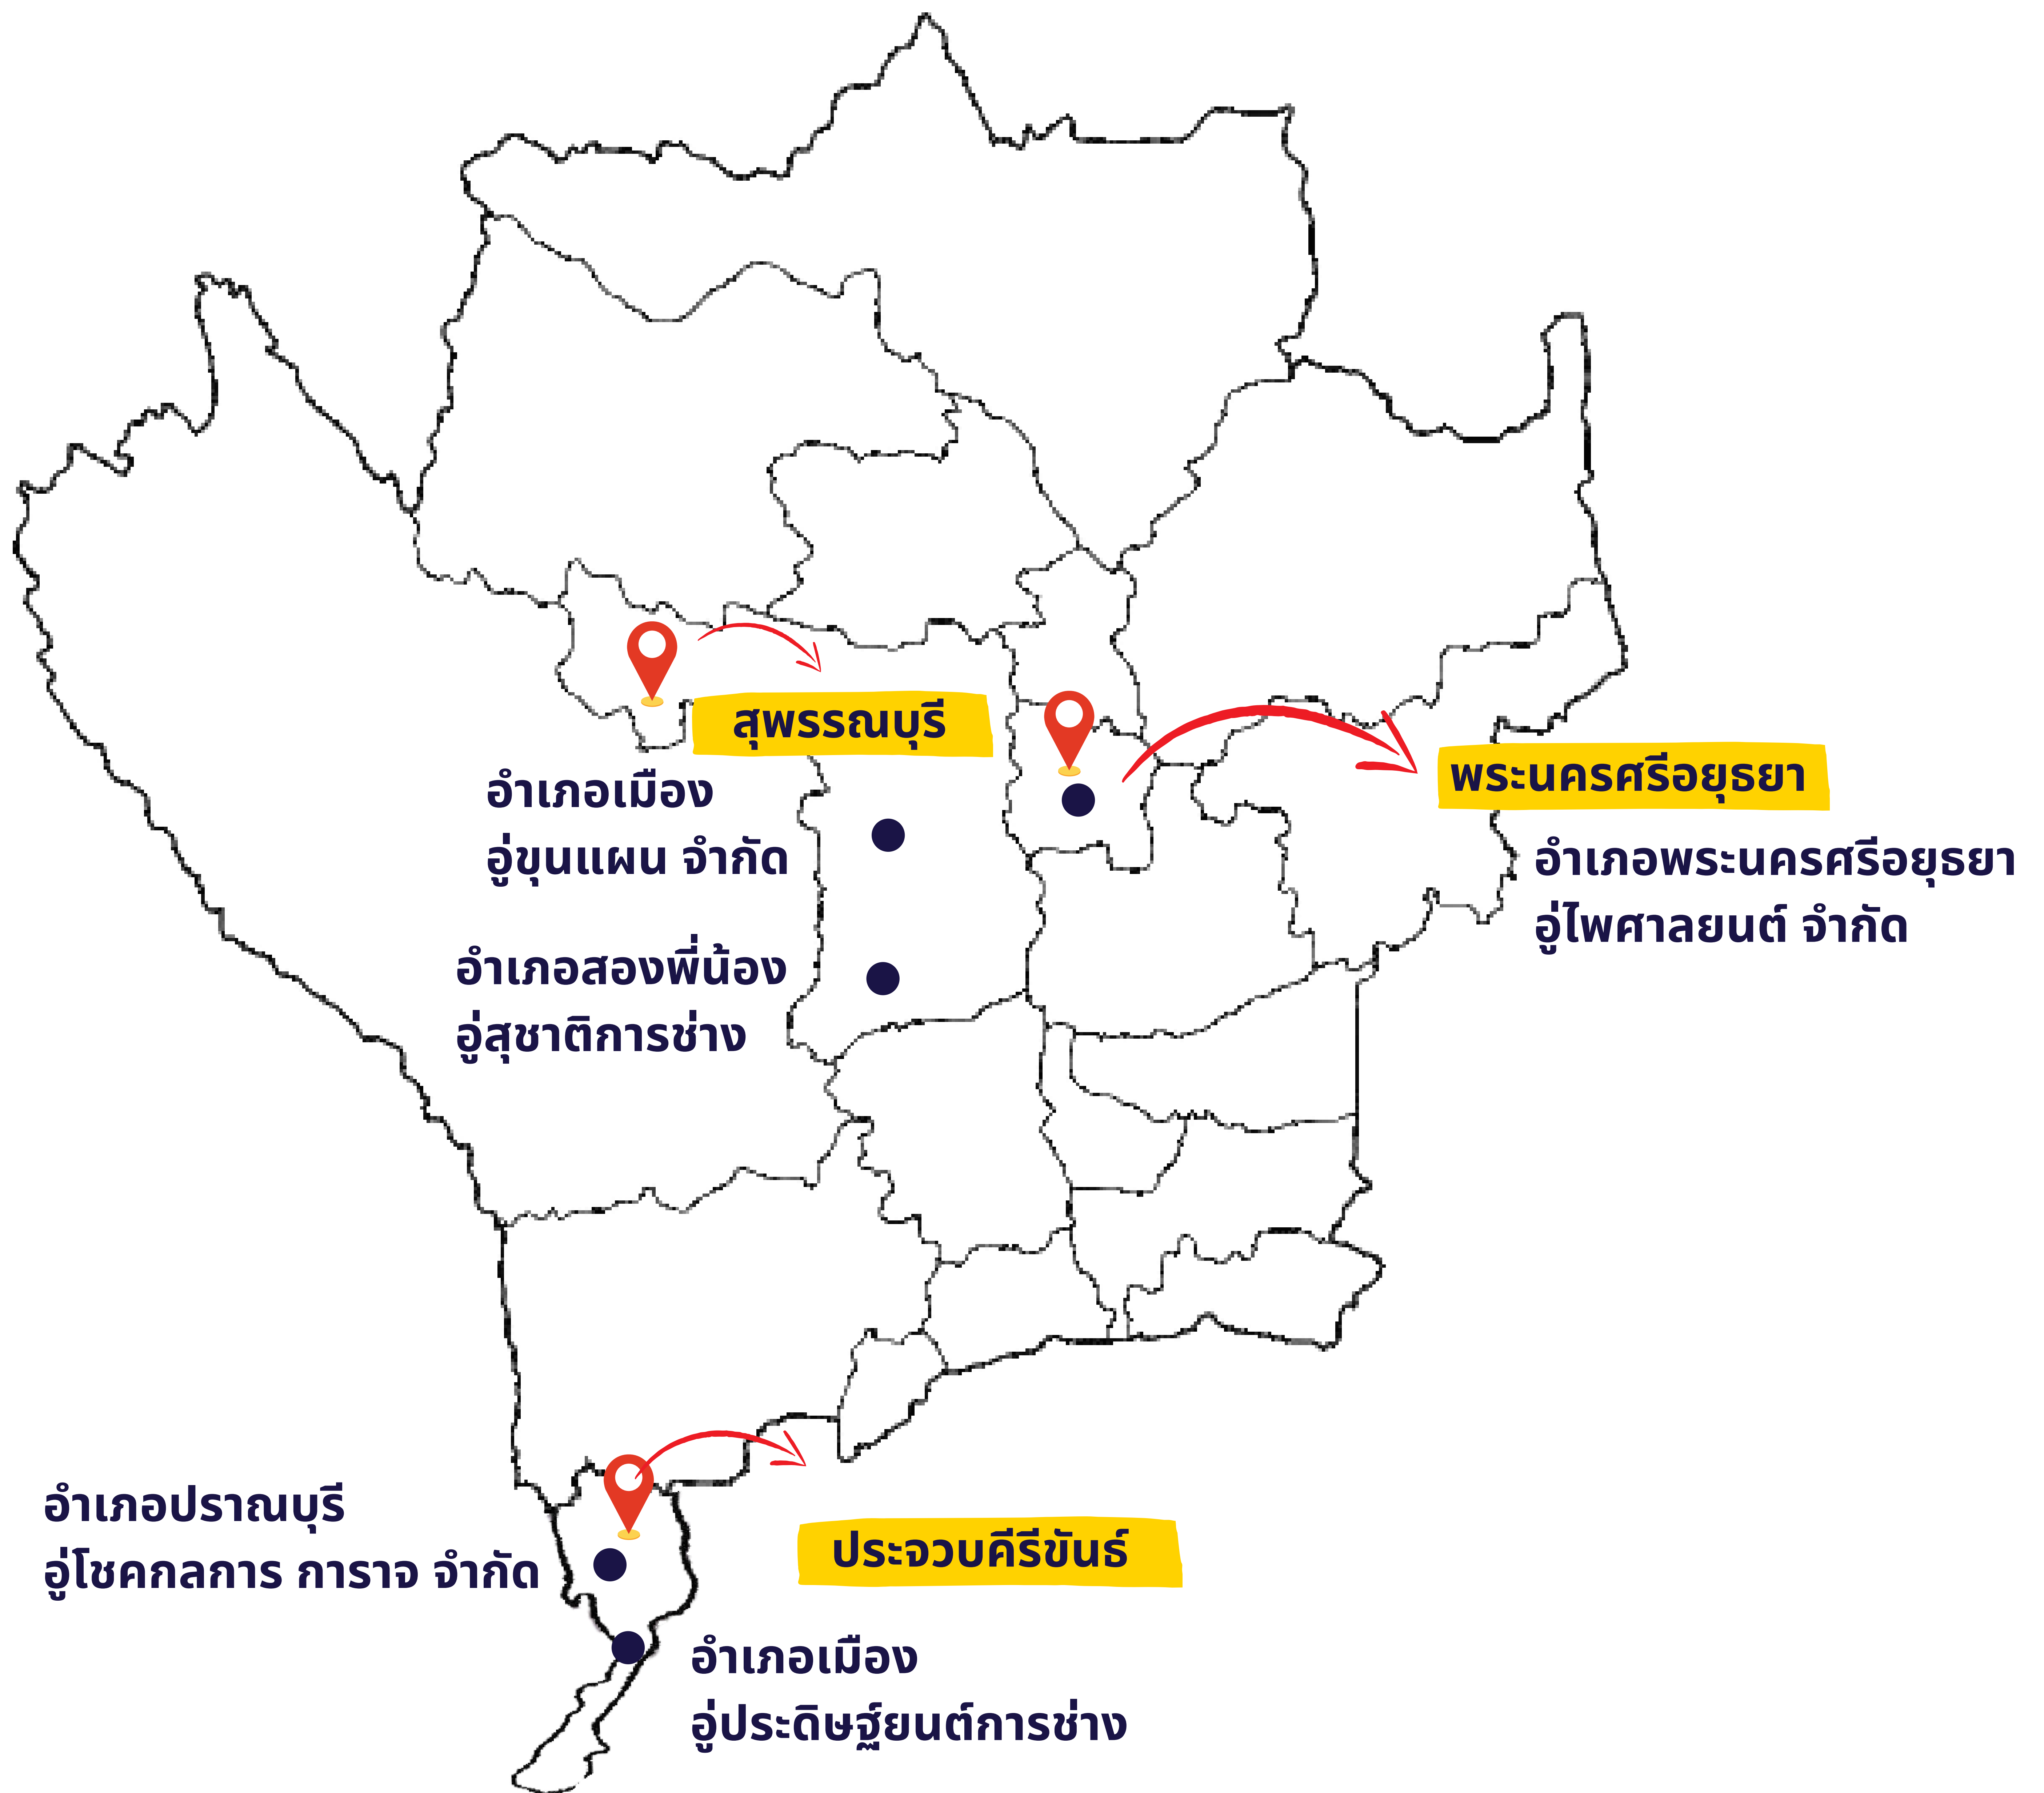 สุพรรณบุรี
อำเภอเมือง
อู่ขุนแผน จำกัด
อำเภอสองพี่น้อง
อู่สุชาติการช่าง
พระนครศรีอยุธยา
อำเภอพระนครศรีอยุธยา
อู่ไพศาลยนต์ จำกัด
อำเภอปราณบุรี
อู่โชคกลการ การาจ จำกัด
ประจวบคีรีขันธ์
อำเภอเมือง
อู่ประดิษฐ์ยนต์การช่าง